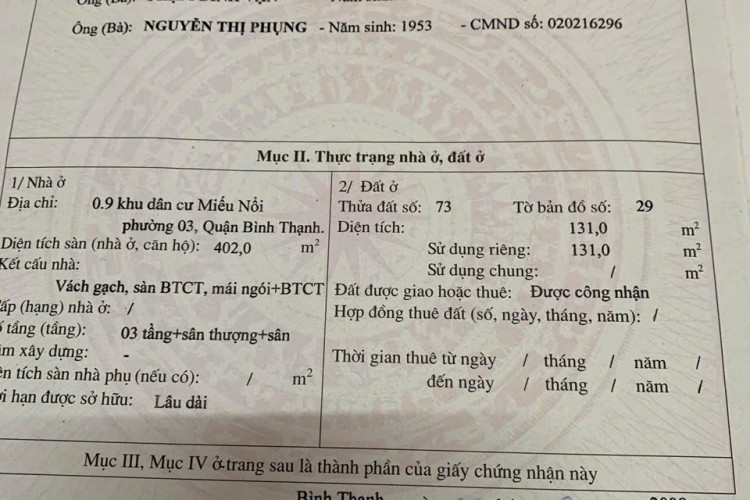 Ông (Bà): NGUYỄN THỊ PHỤNG - Năm sinh: 1953 - CMND số: 020216296
Mục II. Thực trạng nhà ở, đất ở
1/ Nhà ở
Địa chỉ: 0.9 khu dân cư Miếu Nổi
phường 03, Quận Bình Thạnh.
Diện tích sàn (nhà ở, căn hộ): 402,0 m²
Kết cấu nhà:
Vách gạch, sàn BTCT, mái ngói+BTCT
Cấp (hạng) nhà ở: /
ố tầng (tầng): 03 tầng+sân thượng+sân
ăm xây dựng: -
ện tích sàn nhà phụ (nếu có): / m²
ời hạn được sở hữu: Lâu dài
2/ Đất ở
Thửa đất số: 73 Tờ bản đồ số: 29
Diện tích: 131,0 m²
Sử dụng riêng: 131,0 m²
Sử dụng chung: / m²
Đất được giao hoặc thuê: Được công nhận
Hợp đồng thuê đất (số, ngày, tháng, năm): /
Thời gian thuê từ ngày / tháng / năm /
đến ngày / tháng / năm /
Mục III, Mục IV ở trang sau là thành phần của giấy chứng nhận này
Bình Thạnh